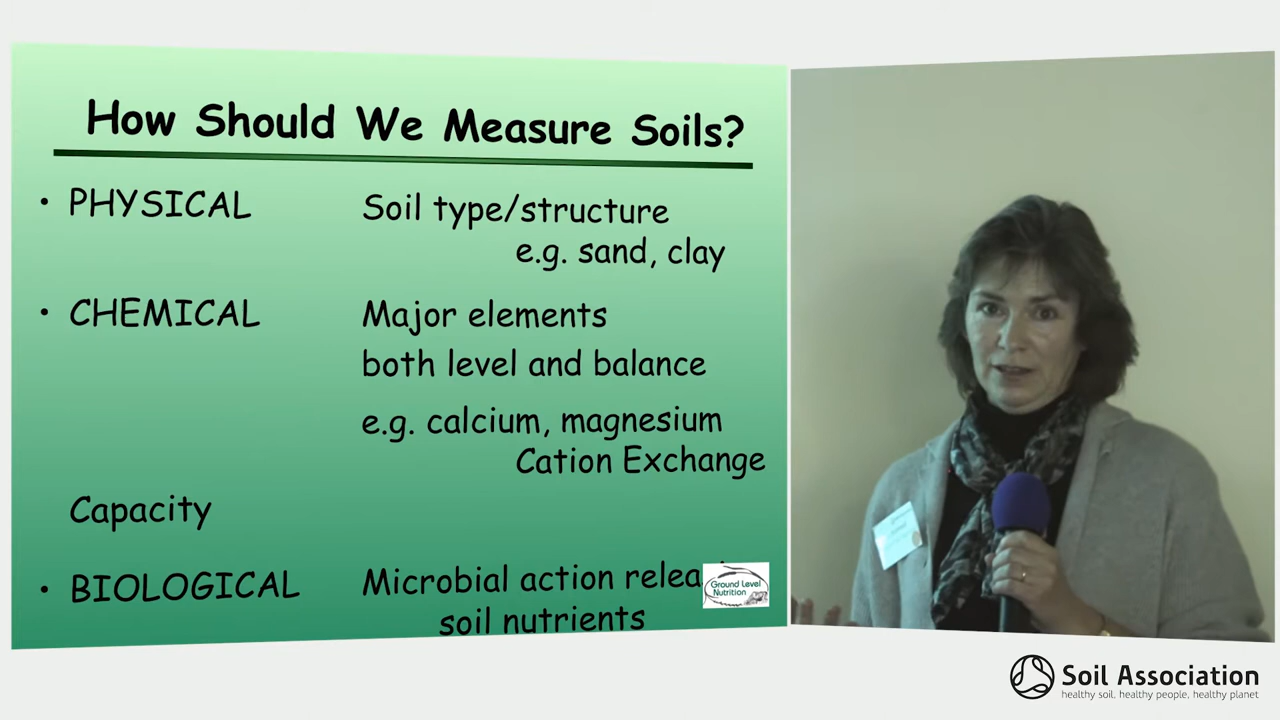 How Should We Measure Soils?
• PHYSICAL Soil type/structure
e.g. sand, clay
• CHEMICAL Major elements
both level and balance
e.g. calcium, magnesium
Cation Exchange
Capacity
• BIOLOGICAL Microbial action
soil nutrients
Ground Level
Nutrition
Soil Association
healthy soil, healthy people, healthy planet